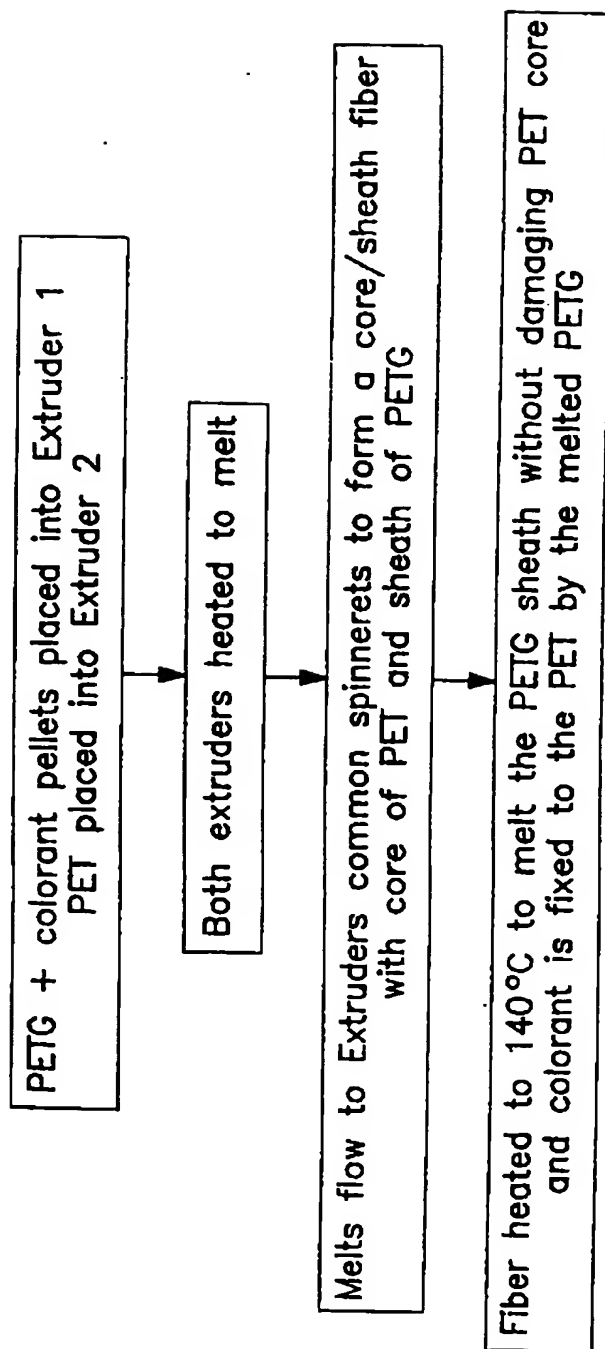 PETG + colorant pellets placed into Extruder 1
PET placed into Extruder 2
Both extruders heated to melt
Melts flow to Extruders common spinnerets to form a core/sheath fiber
with core of PET and sheath of PETG
Fiber heated to 140°C to melt the PETG sheath without damaging PET core
and colorant is fixed to the PET by the melted PETG